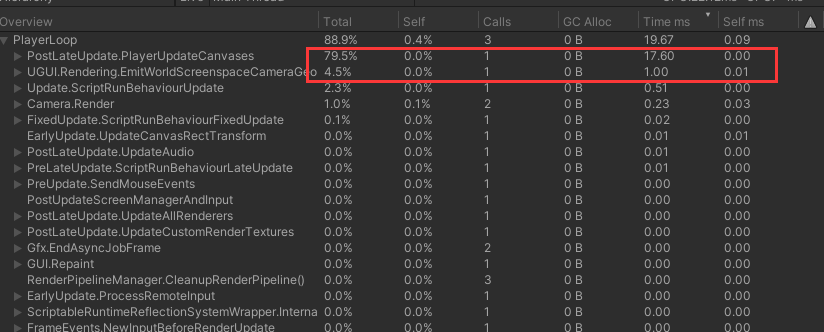 Overview Total Self Calls GC Alloc Time ms Self ms
PlayerLoop 88.9% 0.4% 3 0 B 19.67 0.09
PostLateUpdate.PlayerUpdateCanvases 79.5% 0.0% 1 0 B 17.60 0.00
UGUI.Rendering.EmitWorldScreenspaceCameraGeo 4.5% 0.0% 1 0 B 1.00 0.01
Update.ScriptRunBehaviourUpdate 2.3% 0.0% 1 0 B 0.51 0.00
Camera.Render 1.0% 0.1% 2 0 B 0.23 0.03
FixedUpdate.ScriptRunBehaviourFixedUpdate 0.1% 0.0% 1 0 B 0.02 0.00
EarlyUpdate.UpdateCanvasRectTransform 0.0% 0.0% 1 0 B 0.01 0.01
PostLateUpdate.UpdateAudio 0.0% 0.0% 1 0 B 0.01 0.00
PreLateUpdate.ScriptRunBehaviourLateUpdate 0.0% 0.0% 1 0 B 0.01 0.00
PreUpdate.SendMouseEvents 0.0% 0.0% 1 0 B 0.00 0.00
PostUpdateScreenManagerAndInput 0.0% 0.0% 1 0 B 0.00 0.00
PostLateUpdate.UpdateAllRenderers 0.0% 0.0% 1 0 B 0.00 0.00
PostLateUpdate.UpdateCustomRenderTextures 0.0% 0.0% 1 0 B 0.00 0.00
Gfx.EndAsyncJobFrame 0.0% 0.0% 2 0 B 0.00 0.00
GUI.Repaint 0.0% 0.0% 1 0 B 0.00 0.00
RenderPipelineManager.CleanupRenderPipeline() 0.0% 0.0% 3 0 B 0.00 0.00
EarlyUpdate.ProcessRemoteInput 0.0% 0.0% 1 0 B 0.00 0.00
ScriptableRuntimeReflectionSystemWrapper.Interna 0.0% 0.0% 1 0 B 0.00 0.00
FrameEvents.NewInputBeforeRenderUpdate 0.0% 0.0% 1 0 B 0.00 0.00